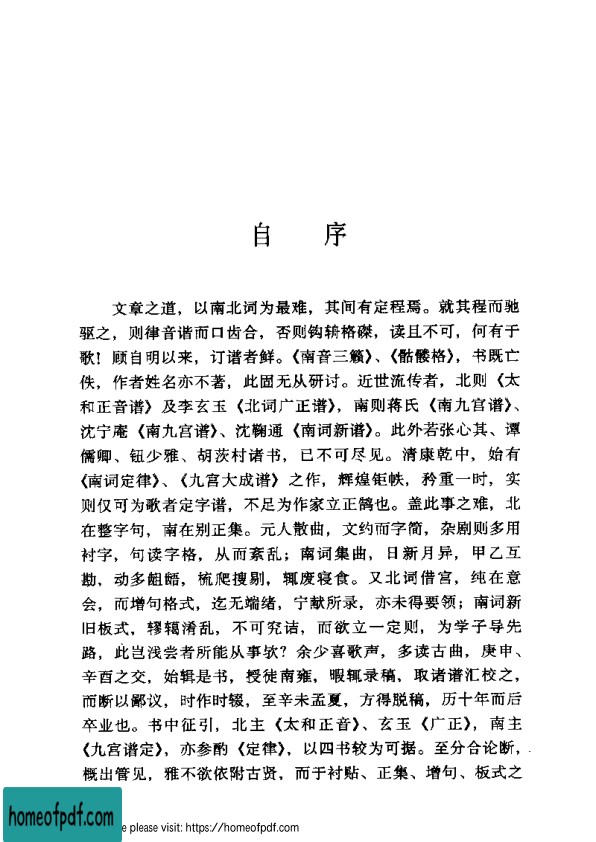 自　序
文章之道，以南北词为最难，其间有定程焉。就其程而驰
驱之，则律音谐而口齿合，否则钩辀格磔，读且不可，何有于
歌！顾自明以来，订谱者鲜。《南音三籁》、《骷髅格》，书既亡
佚，作者姓名亦不著，此固无从研讨。近世流传者，北则《太
和正音谱》及李玄玉《北词广正谱》，南则蒋氏《南九宫谱》、
沈宁庵《南九宫谱》、沈鞠通《南词新谱》。此外若张心其、谭
儒卿、钮少雅、胡茨村诸书，已不可尽见。清康乾中，始有
《南词定律》、《九宫大成谱》之作，辉煌钜帙，矜重一时，实
则仅可为歌者定字谱，不足为作家立正鹄也。盖此事之难，北
在整字句，南在别正集。元人散曲，文约而字简，杂剧则多用
衬字，句读字格，从而紊乱；南词集曲，日新月异，甲乙互
勘，动多龃龉，梳爬搜剔，辄废寝食。又北词借宫，纯在意
会，而增句格式，迄无端绪，宁献所录，亦未得要领；南词新
旧板式，轇轕淆乱，不可究诘，而欲立一定则，为学子导先
路，此岂浅尝者所能从事欤？余少喜歌声，多读古曲，庚申、
辛酉之交，始辑是书，授徒南雍，暇辄录稿，取诸谱汇校之，
而断以鄙议，时作时辍，至辛未孟夏，方得脱稿，历十年而后
卒业也。书中征引，北主《太和正音》、玄玉《广正》，南主
《九宫谱定》，亦参酌《定律》，以四书较为可据。至分合论断，
概出管见，雅不欲依附古贤，而于衬贴、正集、增句、板式之
homeofpdf.com
e please visit: https://homeofpdf.com